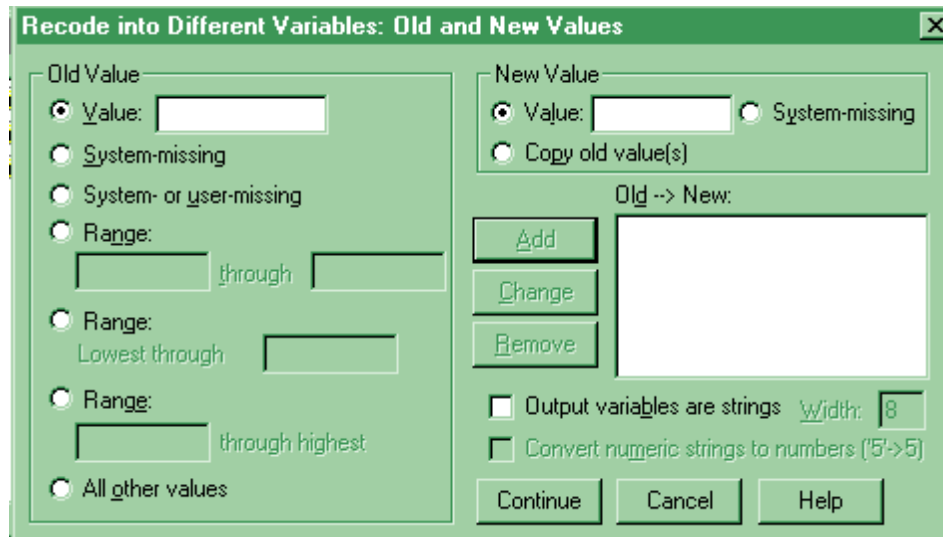 Recode into Different Variables: Old and New Values
Old Value
Value:
System-missing
System- or user-missing
Range:
through
Range:
Lowest through
Range:
through highest
All other values
New Value
Value:
System-missing
Copy old value(s)
Old --> New:
Add
Change
Remove
Output variables are strings Width: 8
Convert numeric strings to numbers ('5'->5)
Continue Cancel Help